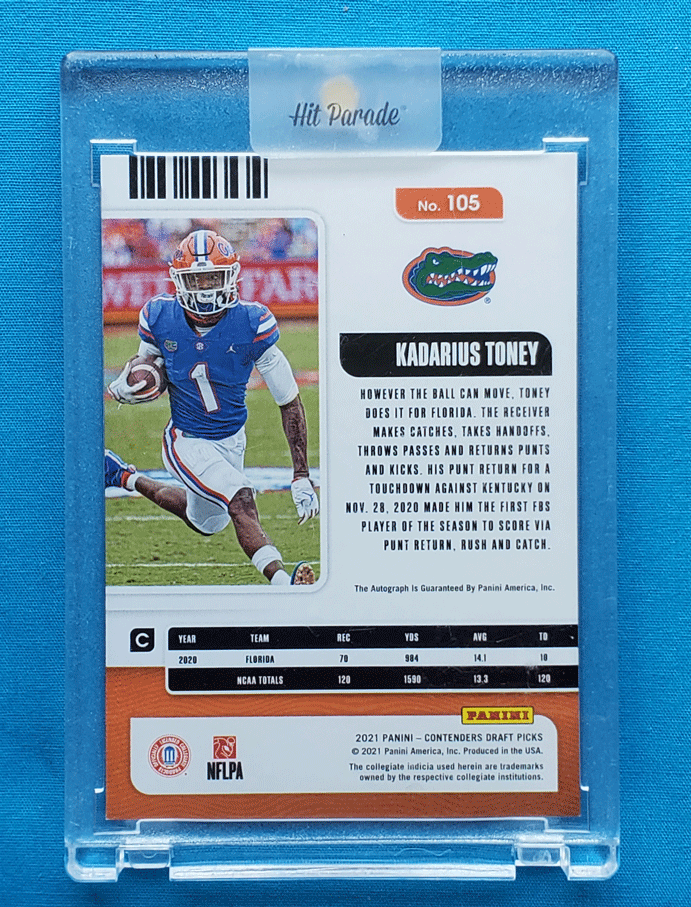 Hit Parade
No. 105
KADARIUS TONEY
HOWEVER THE BALL CAN MOVE, TONEY
DOES IT FOR FLORIDA. THE RECEIVER
MAKES CATCHES, TAKES HANDOFFS,
THROWS PASSES AND RETURNS PUNTS
AND KICKS. HIS PUNT RETURN FOR A
TOUCHDOWN AGAINST KENTUCKY ON
NOV. 28, 2020 MADE HIM THE FIRST FBS
PLAYER OF THE SEASON TO SCORE VIA
PUNT RETURN, RUSH AND CATCH.
1
The Autograph Is Guaranteed By Panini America, Inc.
C YEAR TEAM REC YDS AVG TD
2020 FLORIDA 70 984 14.1 10
NCAA TOTALS 120 1590 13.3 120
PANINI
2021 PANINI – CONTENDERS DRAFT PICKS
© 2021 Panini America, Inc. Produced in the USA.
The collegiate indicia used herein are trademarks
owned by the respective collegiate institutions.
NFLPA